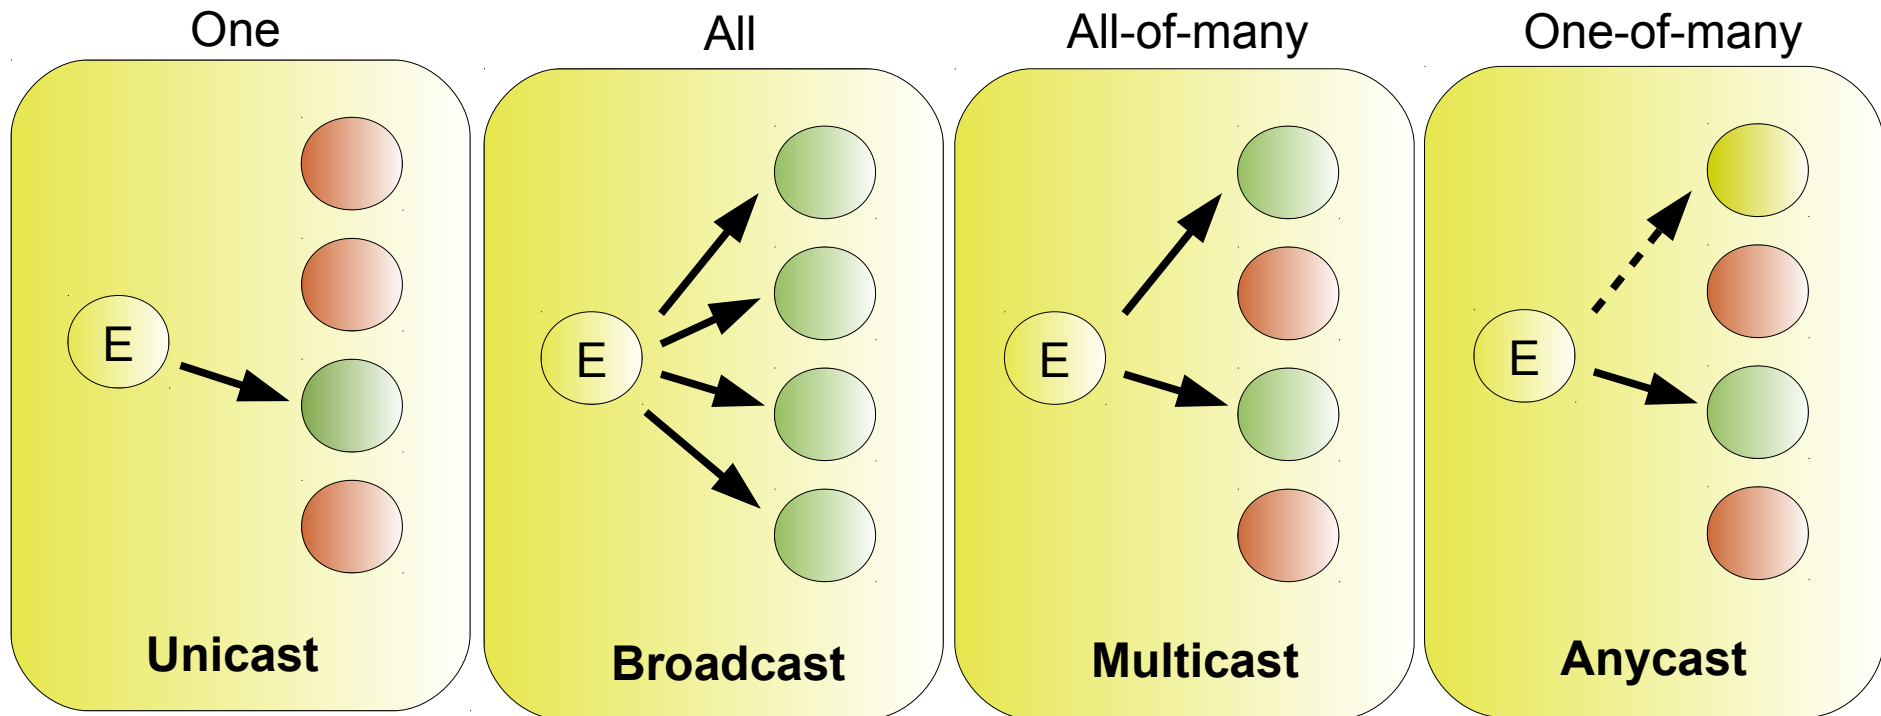 One
All
All-of-many
One-of-many
E
E
E
E
Unicast
Broadcast
Multicast
Anycast